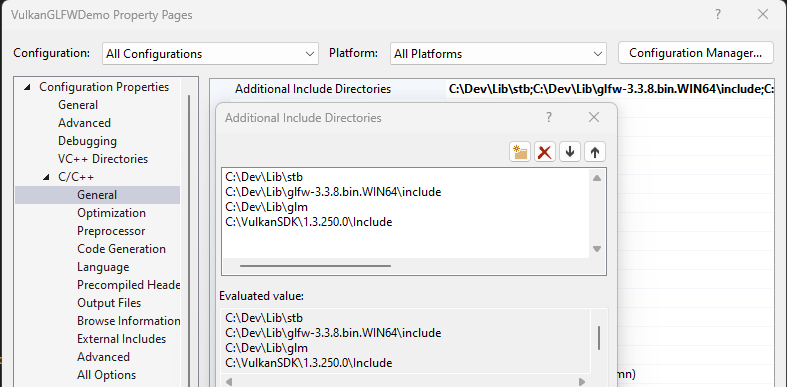 VulkanGLFWDemo Property Pages
Configuration: All Configurations Platform: All Platforms Configuration Manager...
Configuration Properties
General
Advanced
Debugging
VC++ Directories
C/C++
General
Optimization
Preprocessor
Code Generation
Language
Precompiled Heade
Output Files
Browse Information
External Includes
Advanced
All Options
Additional Include Directories C:\Dev\Lib\stb;C:\Dev\Lib\glfw-3.3.8.bin.WIN64\include;C:
Additional Include Directories
C:\Dev\Lib\stb
C:\Dev\Lib\glfw-3.3.8.bin.WIN64\include
C:\Dev\Lib\glm
C:\VulkanSDK\1.3.250.0\Include
Evaluated value:
C:\Dev\Lib\stb
C:\Dev\Lib\glfw-3.3.8.bin.WIN64\include
C:\Dev\Lib\glm
C:\VulkanSDK\1.3.250.0\Include
mn)